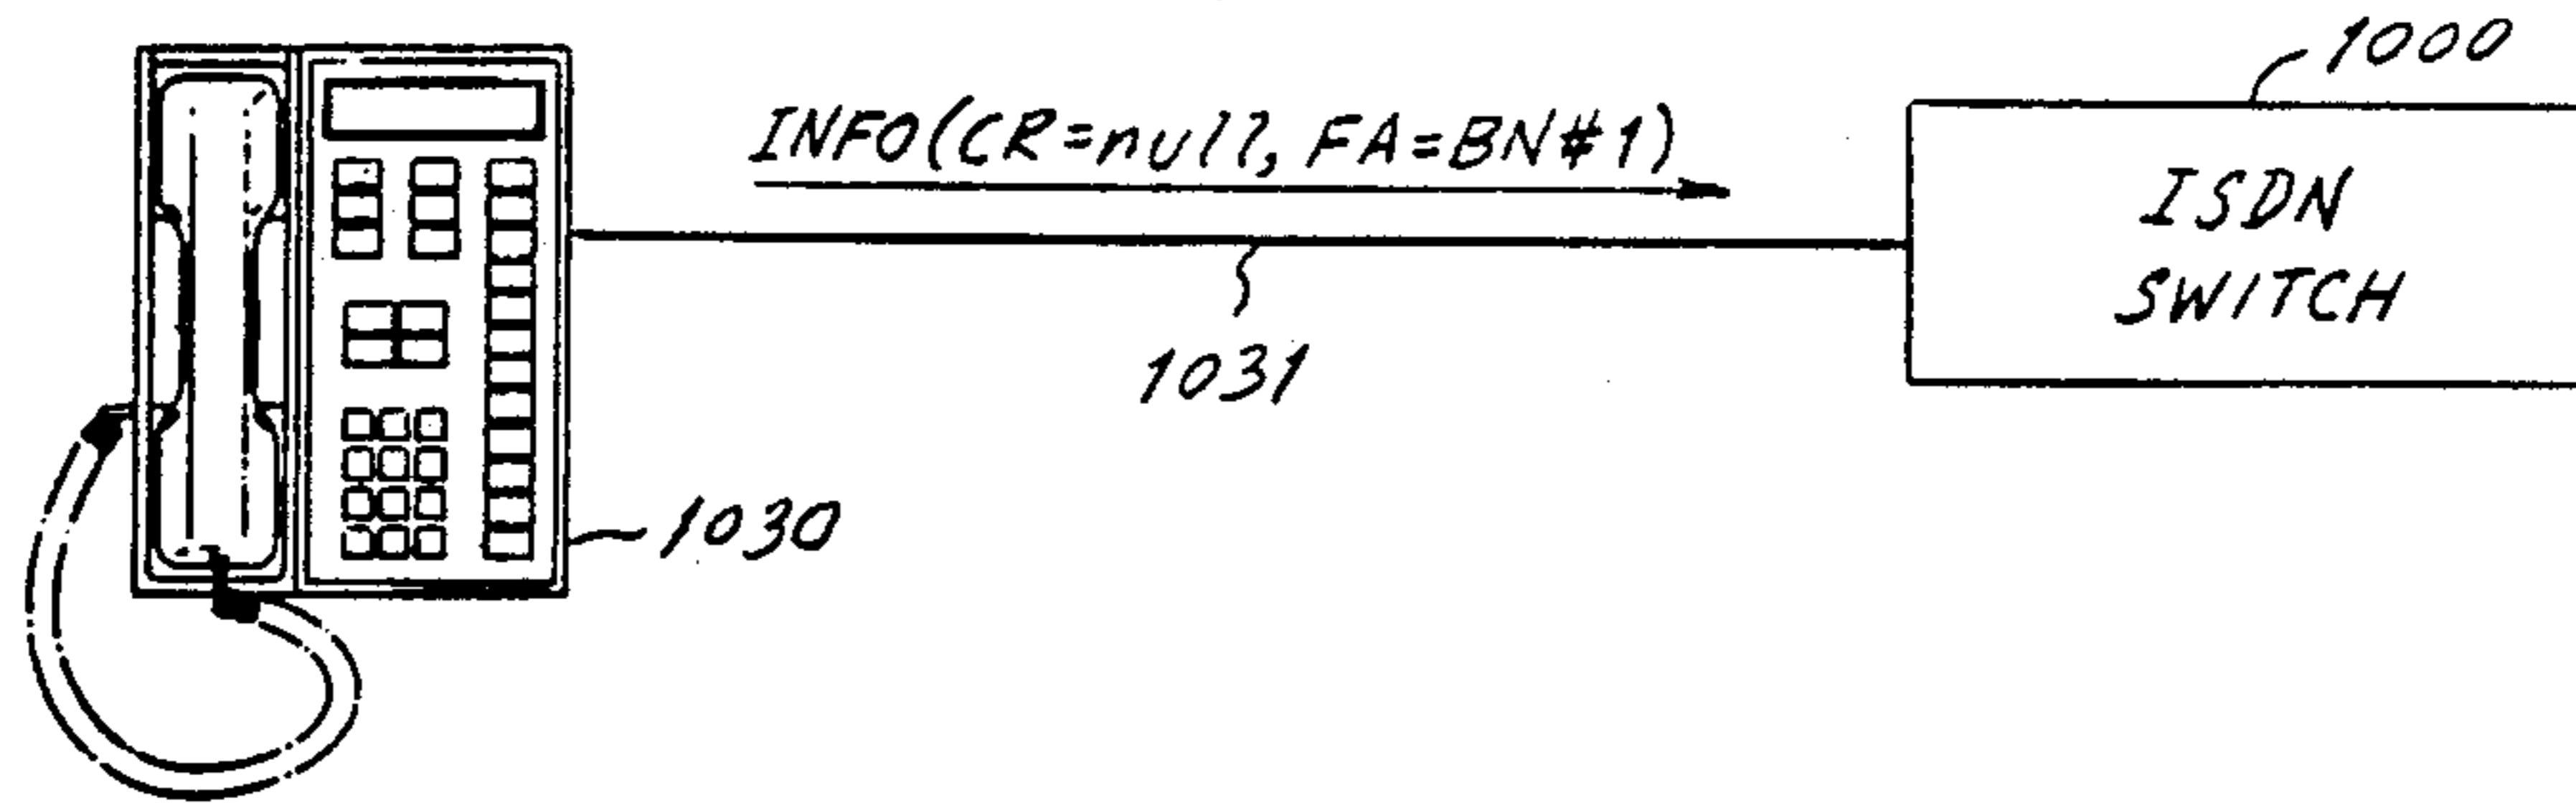 1000
INFO(CR=null, FA=BN#1)
ISDN
SWITCH
1031
1030